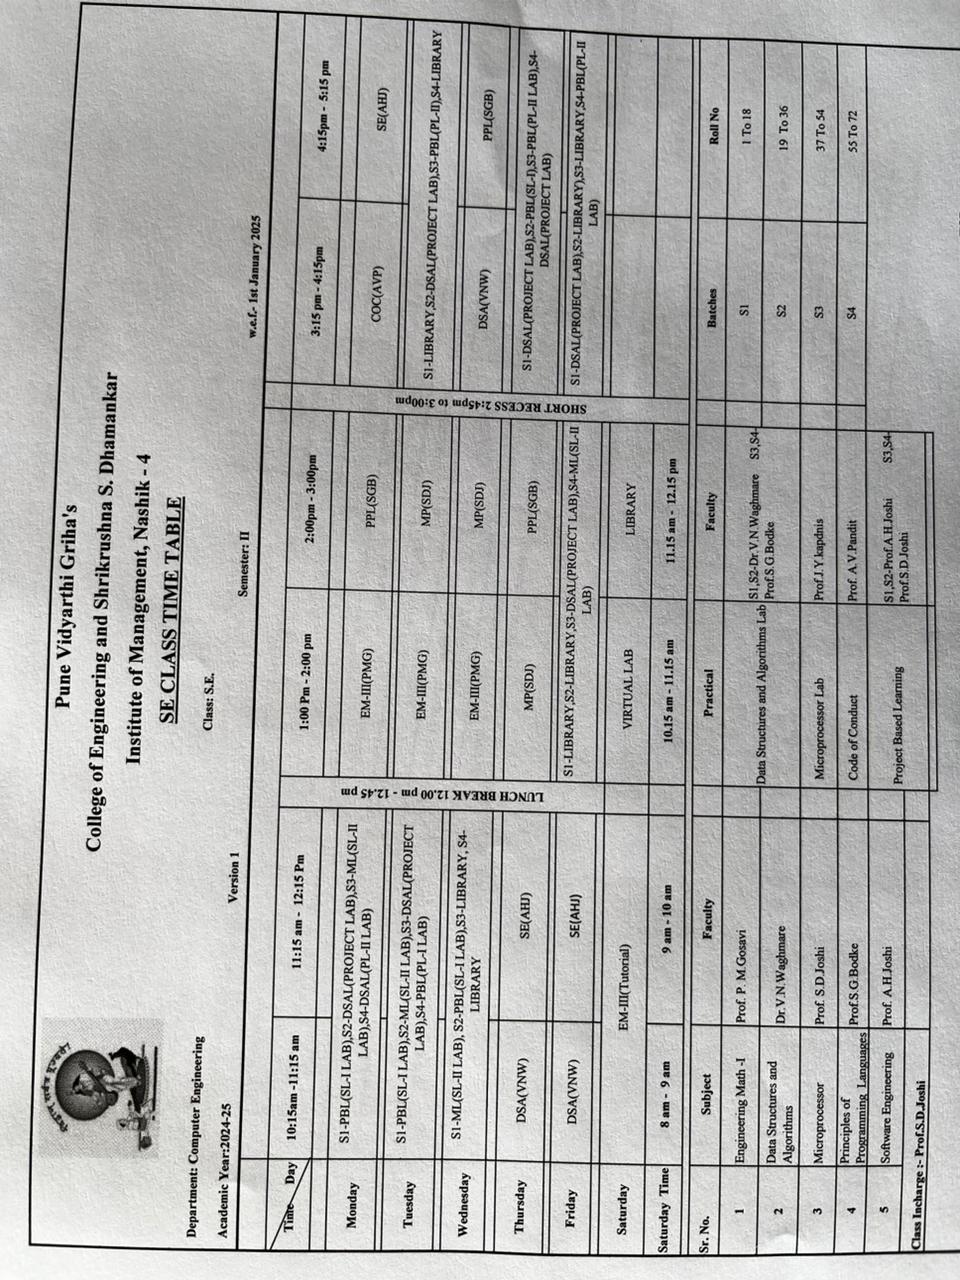 Pune Vidyarthi Griha's
College of Engineering and Shrikrushna S. Dhamankar
Institute of Management, Nashik - 4
SE CLASS TIME TABLE
Department: Computer Engineering Class: S.E.
Academic Year:2024-25 Version 1 Semester: II w.e.f.- 1st January 2025
Time Day 10:15am -11:15 am 11:15 am - 12:15 Pm 1:00 Pm - 2:00 pm 2:00pm - 3:00pm 3:15 pm - 4:15pm 4:15pm - 5:15 pm
LUNCH BREAK 12.00 pm - 12.45 pm
SHORT RECESS 2:45pm to 3:00pm
Monday S1-PBL(SL-I LAB),S2-DSAL(PROJECT LAB),S3-ML(SL-II
LAB),S4-DSAL(PL-II LAB) EM-III(PMG) PPL(SGB) COC(AVP) SE(AHJ)
Tuesday S1-PBL(SL-I LAB),S2-ML(SL-II LAB),S3-DSAL(PROJECT
LAB),S4-PBL(PL-I LAB) EM-III(PMG) MP(SDJ) S1-LIBRARY,S2-DSAL(PROJECT LAB),S3-PBL(PL-II),S4-LIBRARY
Wednesday S1-ML(SL-II LAB), S2-PBL(SL-I LAB),S3-LIBRARY, S4-
LIBRARY EM-III(PMG) MP(SDJ) DSA(VNW) PPL(SGB)
Thursday DSA(VNW) SE(AHJ) MP(SDJ) PPL(SGB) S1-DSAL(PROJECT LAB),S2-PBL(SL-I),S3-PBL(PL-II LAB),S4-
DSAL(PROJECT LAB)
Friday DSA(VNW) SE(AHJ) S1-LIBRARY,S2-LIBRARY,S3-DSAL(PROJECT LAB),S4-ML(SL-II
LAB) S1-DSAL(PROJECT LAB),S2-LIBRARY),S3-LIBRARY,S4-PBL(PL-II
LAB)
Saturday EM-III(Tutorial) VIRTUAL LAB LIBRARY
Saturday Time 8 am - 9 am 9 am - 10 am 10.15 am - 11.15 am 11.15 am - 12.15 pm
Sr. No. Subject Faculty Practical Faculty Batches Roll No
1 Engineering Math -I Prof. P. M.Gosavi Data Structures and Algorithms Lab S1,S2-Dr.V.N.Waghmare S3,S4-
Prof.S.G.Bodke S1 1 To 18
2 Data Structures and
Algorithms Dr.V.N.Waghmare S2 19 To 36
3 Microprocessor Prof. S.D.Joshi Microprocessor Lab Prof.J.Y.kapdnis S3 37 To 54
4 Principles of
Programming Languages Prof.S.G.Bodke Code of Conduct Prof. A.V.Pandit S4 55 To 72
5 Software Engineering Prof. A.H.Joshi Project Based Learning S1,S2-Prof.A.H.Joshi S3,S4-
Prof.S.D.Joshi
Class Incharge :- Prof.S.D.Joshi